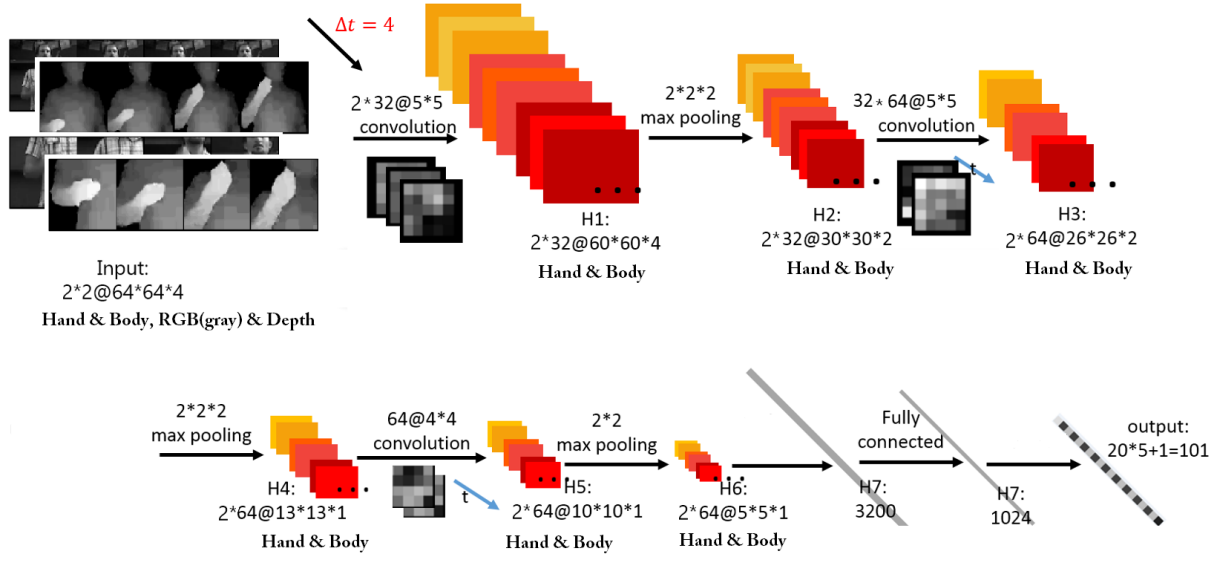 Δt = 4
2*32@5*5
convolution
2*2*2
max pooling
32*64@5*5
convolution
t
Input:
2*2@64*64*4
Hand & Body, RGB(gray) & Depth
H1:
2*32@60*60*4
Hand & Body
H2:
2*32@30*30*2
Hand & Body
H3:
2*64@26*26*2
Hand & Body
2*2*2
max pooling
H4:
2*64@13*13*1
Hand & Body
64@4*4
convolution
t
H5:
2*64@10*10*1
Hand & Body
2*2
max pooling
H6:
2*64@5*5*1
Hand & Body
H7:
3200
Fully
connected
H7:
1024
output:
20*5+1=101